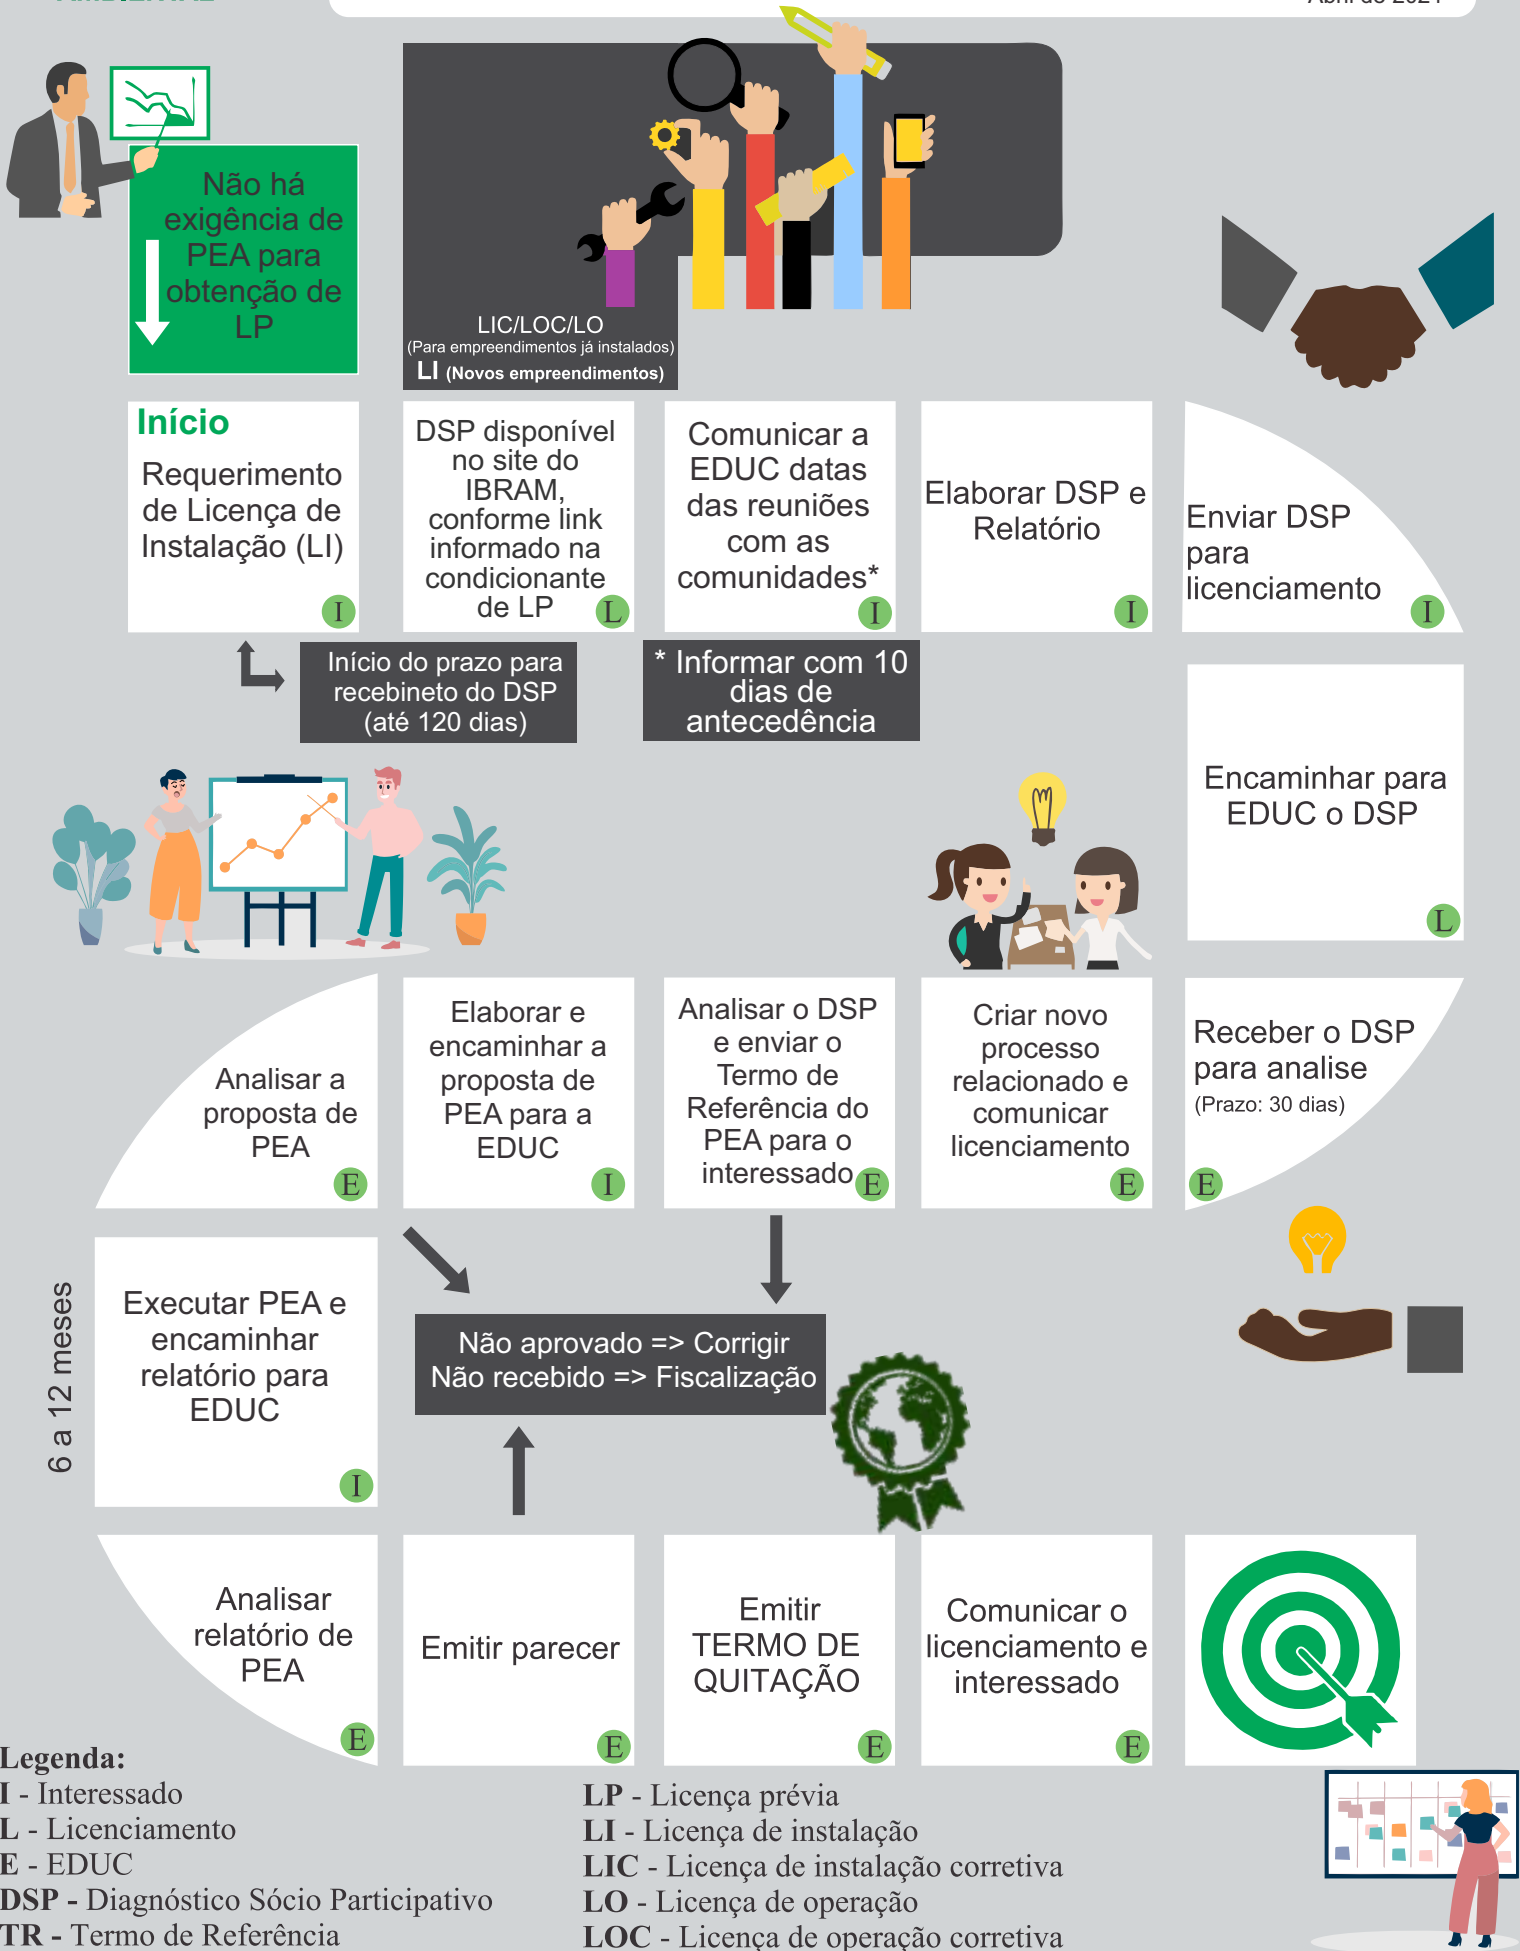 Não há
exigência de
PEA para
obtenção de
LP
LIC/LOC/LO
(Para empreendimentos já instalados)
LI (Novos empreendimentos)
Início
Requerimento
de Licença de
Instalação (LI)
I
DSP disponível
no site do
IBRAM,
conforme link
informado na
condicionante
de LP
L
Comunicar a
EDUC datas
das reuniões
com as
comunidades*
I
Elaborar DSP e
Relatório
I
Enviar DSP
para
licenciamento
I
Início do prazo para
recebineto do DSP
(até 120 dias)
* Informar com 10
dias de
antecedência
Encaminhar para
EDUC o DSP
L
Analisar a
proposta de
PEA
E
Elaborar e
encaminhar a
proposta de
PEA para a
EDUC
I
Analisar o DSP
e enviar o
Termo de
Referência do
PEA para o
interessado
E
Criar novo
processo
relacionado e
comunicar
licenciamento
E
Receber o DSP
para analise
(Prazo: 30 dias)
E
6 a 12 meses
Executar PEA e
encaminhar
relatório para
EDUC
I
Não aprovado => Corrigir
Não recebido => Fiscalização
Analisar
relatório de
PEA
E
Emitir parecer
E
Emitir
TERMO DE
QUITAÇÃO
E
Comunicar o
licenciamento e
interessado
E
Legenda:
I - Interessado
L - Licenciamento
E - EDUC
DSP - Diagnóstico Sócio Participativo
TR - Termo de Referência
LP - Licença prévia
LI - Licença de instalação
LIC - Licença de instalação corretiva
LO - Licença de operação
LOC - Licença de operação corretiva